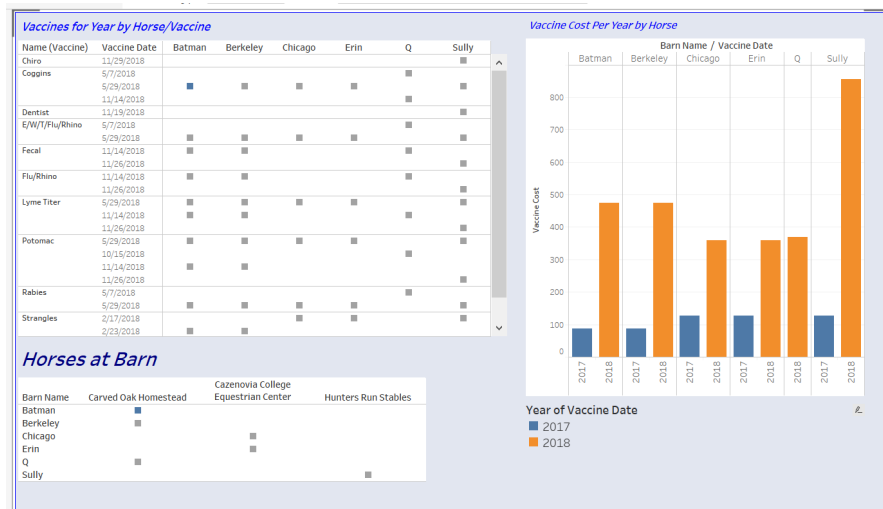 Vaccines for Year by Horse/Vaccine
Name (Vaccine) Vaccine Date Batman Berkeley Chicago Erin Q Sully
Chiro 11/29/2018
Coggins 5/7/2018
5/29/2018
11/14/2018
Dentist 11/19/2018
E/W/T/Flu/Rhino 5/7/2018
5/29/2018
Fecal 11/14/2018
11/26/2018
Flu/Rhino 11/14/2018
11/26/2018
Lyme Titer 5/29/2018
11/14/2018
11/26/2018
Potomac 5/29/2018
10/15/2018
11/14/2018
11/26/2018
Rabies 5/7/2018
5/29/2018
Strangles 2/17/2018
2/23/2018
Horses at Barn
Cazenovia College
Barn Name Carved Oak Homestead Equestrian Center Hunters Run Stables
Batman
Berkeley
Chicago
Erin
Q
Sully
Vaccine Cost Per Year by Horse
Barn Name / Vaccine Date
Batman Berkeley Chicago Erin Q Sully
Vaccine Cost
800
700
600
500
400
300
200
100
0
2017 2018 2017 2018 2017 2018 2017 2018 2018 2017 2018
Year of Vaccine Date
2017
2018